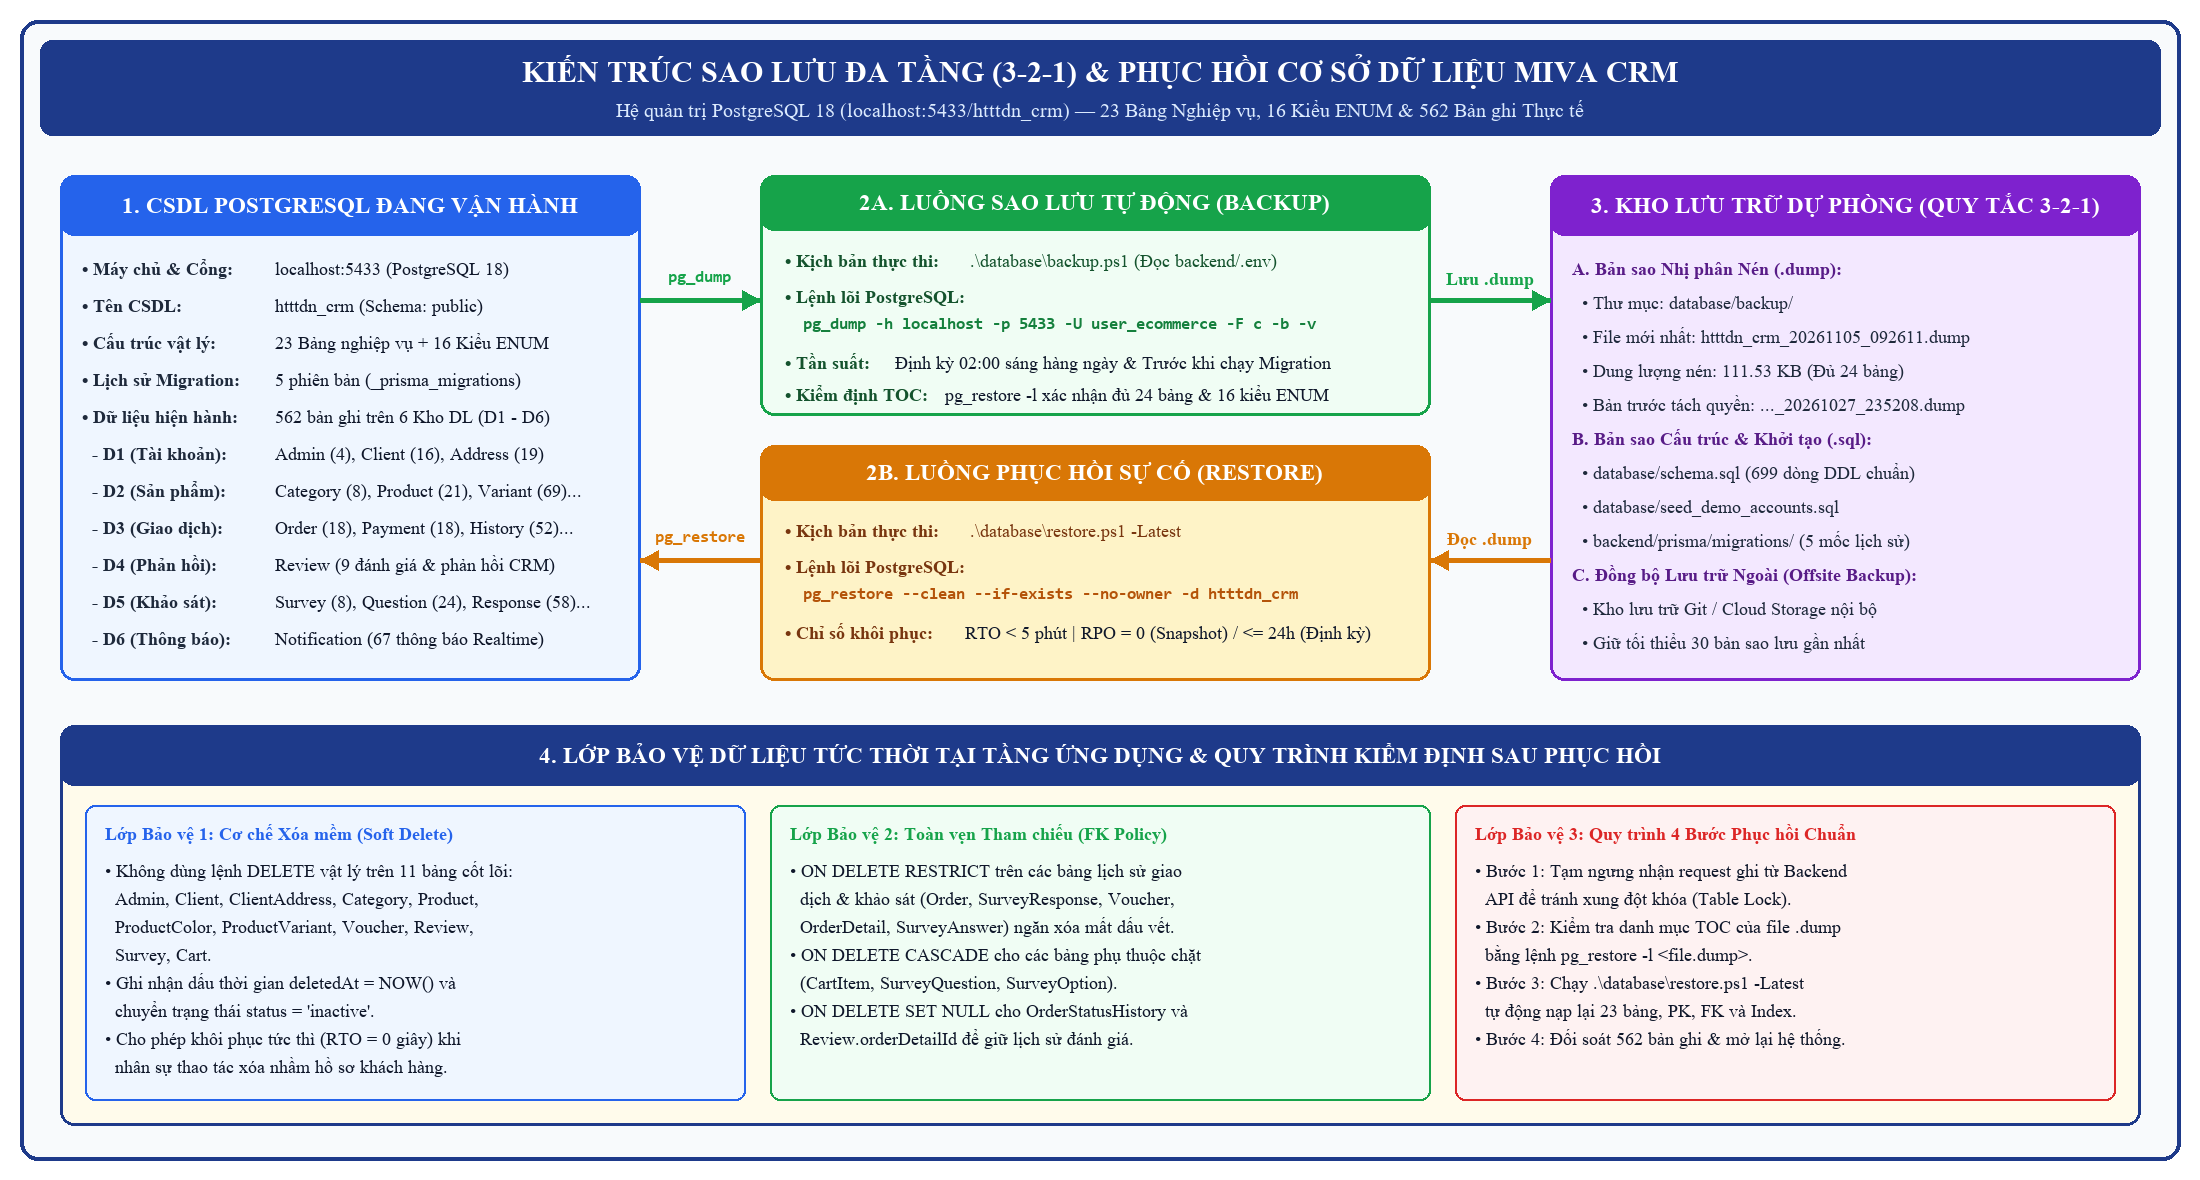 KIẾN TRÚC SAO LƯU ĐA TẦNG (3-2-1) & PHỤC HỒI CƠ SỞ DỮ LIỆU MIVA CRM
Hệ quản trị PostgreSQL 18 (localhost:5433/htttdn_crm) — 23 Bảng Nghiệp vụ, 16 Kiểu ENUM & 562 Bản ghi Thực tế
1. CSDL POSTGRESQL ĐANG VẬN HÀNH
• Máy chủ & Cổng: localhost:5433 (PostgreSQL 18)
• Tên CSDL: htttdn_crm (Schema: public)
• Cấu trúc vật lý: 23 Bảng nghiệp vụ + 16 Kiểu ENUM
• Lịch sử Migration: 5 phiên bản (_prisma_migrations)
• Dữ liệu hiện hành: 562 bản ghi trên 6 Kho DL (D1 - D6)
- D1 (Tài khoản): Admin (4), Client (16), Address (19)
- D2 (Sản phẩm): Category (8), Product (21), Variant (69)...
- D3 (Giao dịch): Order (18), Payment (18), History (52)...
- D4 (Phản hồi): Review (9 đánh giá & phản hồi CRM)
- D5 (Khảo sát): Survey (8), Question (24), Response (58)...
- D6 (Thông báo): Notification (67 thông báo Realtime)
pg_dump
pg_restore
2A. LUỒNG SAO LƯU TỰ ĐỘNG (BACKUP)
• Kịch bản thực thi: .\database\backup.ps1 (Đọc backend/.env)
• Lệnh lõi PostgreSQL:
pg_dump -h localhost -p 5433 -U user_ecommerce -F c -b -v
• Tần suất: Định kỳ 02:00 sáng hàng ngày & Trước khi chạy Migration
• Kiểm định TOC: pg_restore -l xác nhận đủ 24 bảng & 16 kiểu ENUM
2B. LUỒNG PHỤC HỒI SỰ CỐ (RESTORE)
• Kịch bản thực thi: .\database\restore.ps1 -Latest
• Lệnh lõi PostgreSQL:
pg_restore --clean --if-exists --no-owner -d htttdn_crm
• Chỉ số khôi phục: RTO < 5 phút | RPO = 0 (Snapshot) / <= 24h (Định kỳ)
Lưu .dump
Đọc .dump
3. KHO LƯU TRỮ DỰ PHÒNG (QUY TẮC 3-2-1)
A. Bản sao Nhị phân Nén (.dump):
• Thư mục: database/backup/
• File mới nhất: htttdn_crm_20261105_092611.dump
• Dung lượng nén: 111.53 KB (Đủ 24 bảng)
• Bản trước tách quyền: ..._20261027_235208.dump
B. Bản sao Cấu trúc & Khởi tạo (.sql):
• database/schema.sql (699 dòng DDL chuẩn)
• database/seed_demo_accounts.sql
• backend/prisma/migrations/ (5 mốc lịch sử)
C. Đồng bộ Lưu trữ Ngoài (Offsite Backup):
• Kho lưu trữ Git / Cloud Storage nội bộ
• Giữ tối thiểu 30 bản sao lưu gần nhất
4. LỚP BẢO VỆ DỮ LIỆU TỨC THỜI TẠI TẦNG ỨNG DỤNG & QUY TRÌNH KIỂM ĐỊNH SAU PHỤC HỒI
Lớp Bảo vệ 1: Cơ chế Xóa mềm (Soft Delete)
• Không dùng lệnh DELETE vật lý trên 11 bảng cốt lõi:
Admin, Client, ClientAddress, Category, Product,
ProductColor, ProductVariant, Voucher, Review,
Survey, Cart.
• Ghi nhận dấu thời gian deletedAt = NOW() và
chuyển trạng thái status = 'inactive'.
• Cho phép khôi phục tức thì (RTO = 0 giây) khi
nhân sự thao tác xóa nhầm hồ sơ khách hàng.
Lớp Bảo vệ 2: Toàn vẹn Tham chiếu (FK Policy)
• ON DELETE RESTRICT trên các bảng lịch sử giao
dịch & khảo sát (Order, SurveyResponse, Voucher,
OrderDetail, SurveyAnswer) ngăn xóa mất dấu vết.
• ON DELETE CASCADE cho các bảng phụ thuộc chặt
(CartItem, SurveyQuestion, SurveyOption).
• ON DELETE SET NULL cho OrderStatusHistory và
Review.orderDetailId để giữ lịch sử đánh giá.
Lớp Bảo vệ 3: Quy trình 4 Bước Phục hồi Chuẩn
• Bước 1: Tạm ngưng nhận request ghi từ Backend
API để tránh xung đột khóa (Table Lock).
• Bước 2: Kiểm tra danh mục TOC của file .dump
bằng lệnh pg_restore -l <file.dump>.
• Bước 3: Chạy .\database\restore.ps1 -Latest
tự động nạp lại 23 bảng, PK, FK và Index.
• Bước 4: Đối soát 562 bản ghi & mở lại hệ thống.